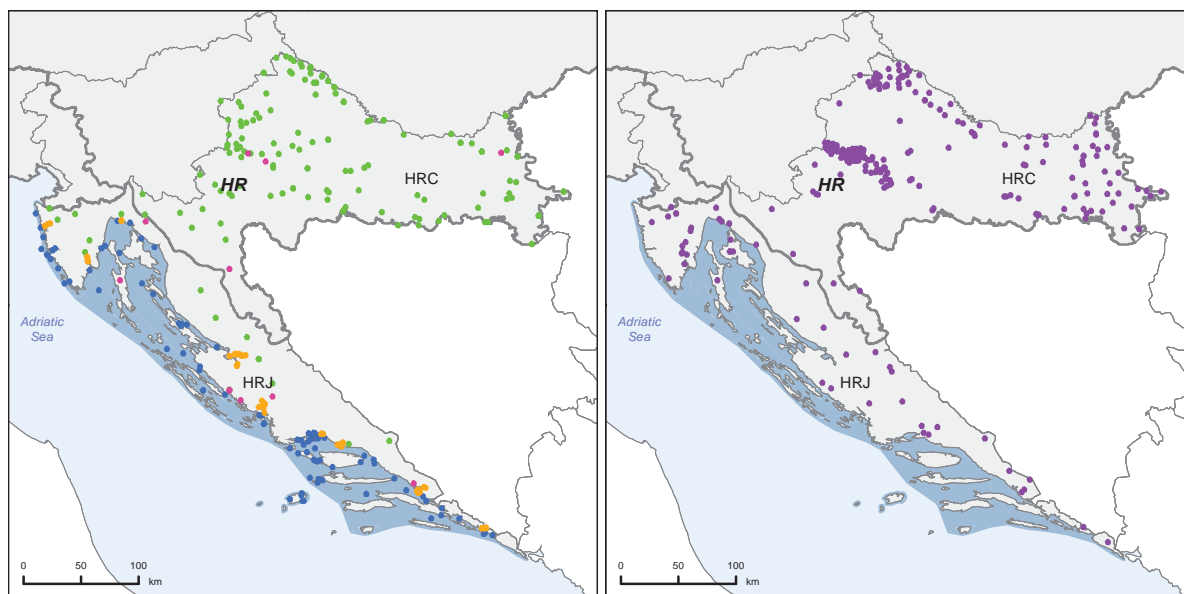 HR
HRC
Adriatic
Sea
HRJ
0 50 100
km
HR
HRC
Adriatic
Sea
HRJ
0 50 100
km